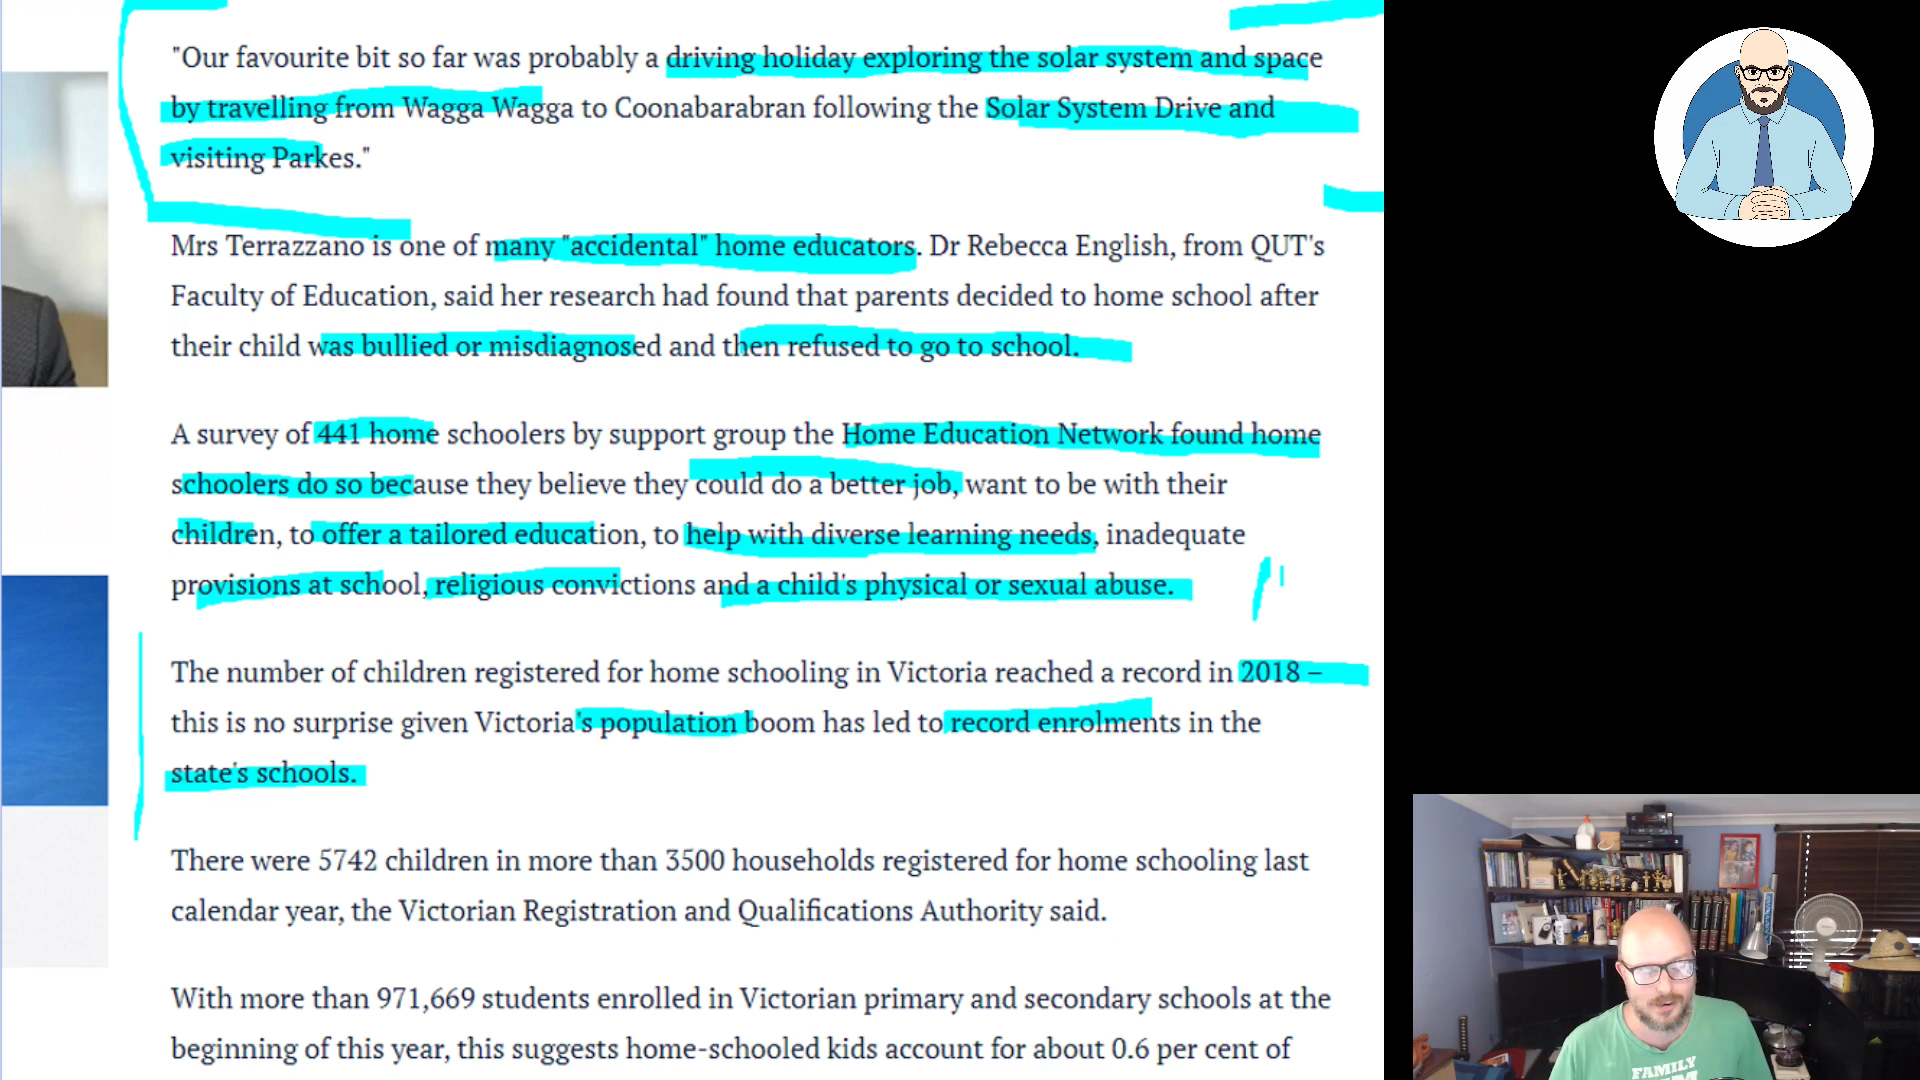 "Our favourite bit so far was probably a driving holiday exploring the solar system and space
by travelling from Wagga Wagga to Coonabarabran following the Solar System Drive and
visiting Parkes."
Mrs Terrazzano is one of many "accidental" home educators. Dr Rebecca English, from QUT's
Faculty of Education, said her research had found that parents decided to home school after
their child was bullied or misdiagnosed and then refused to go to school.
A survey of 441 home schoolers by support group the Home Education Network found home
schoolers do so because they believe they could do a better job, want to be with their
children, to offer a tailored education, to help with diverse learning needs, inadequate
provisions at school, religious convictions and a child's physical or sexual abuse.
The number of children registered for home schooling in Victoria reached a record in 2018 –
this is no surprise given Victoria's population boom has led to record enrolments in the
state's schools.
There were 5742 children in more than 3500 households registered for home schooling last
calendar year, the Victorian Registration and Qualifications Authority said.
With more than 971,669 students enrolled in Victorian primary and secondary schools at the
beginning of this year, this suggests home-schooled kids account for about 0.6 per cent of
FAMILY